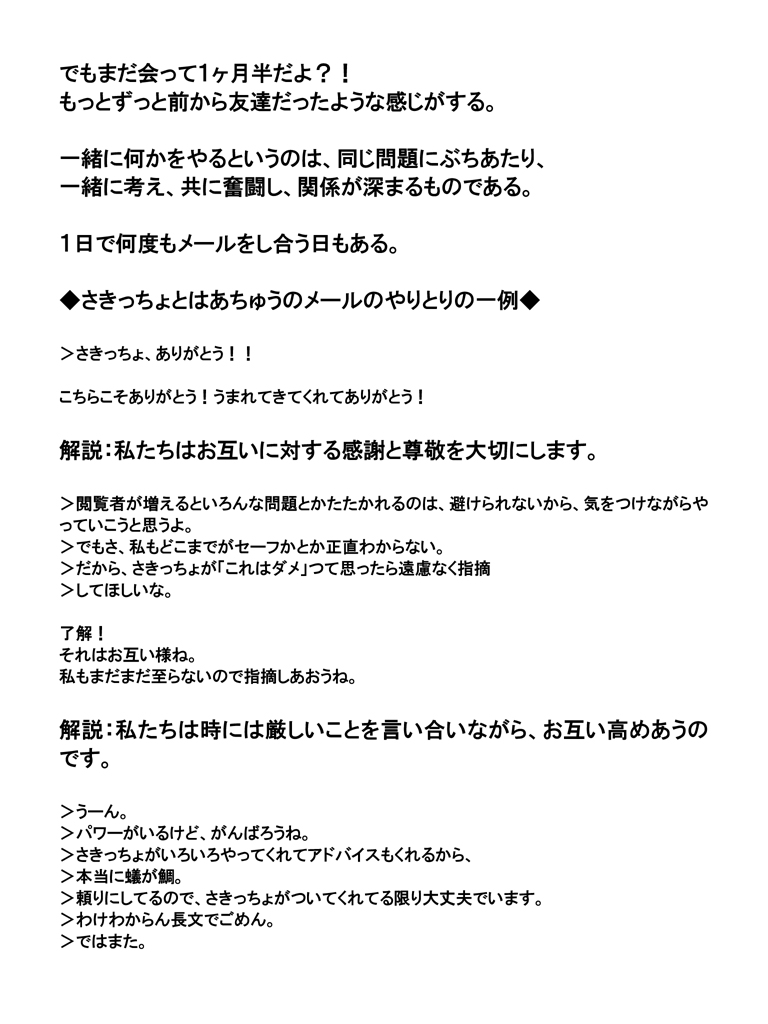 でもまだ会って1ヶ月半だよ？！
もっとずっと前から友達だったような感じがする。
一緒に何かをやるというのは、同じ問題にぶちあたり、
一緒に考え、共に奮闘し、関係が深まるものである。
1日で何度もメールをし合う日もある。
◆さきっちょとはあちゅうのメールのやりとりの一例◆
＞さきっちょ、ありがとう！！
こちらこそありがとう！うまれてきてくれてありがとう！
解説：私たちはお互いに対する感謝と尊敬を大切にします。
＞閲覧者が増えるといろんな問題とかたたかれるのは、避けられないから、気をつけながらや
っていこうと思うよ。
＞でもさ、私もどこまでがセーフかとか正直わからない。
＞だから、さきっちょが「これはダメ」つて思ったら遠慮なく指摘
＞してほしいな。
了解！
それはお互い様ね。
私もまだまだ至らないので指摘しあおうね。
解説：私たちは時には厳しいことを言い合いながら、お互い高めあうの
です。
＞うーん。
＞パワーがいるけど、がんばろうね。
＞さきっちょがいろいろやってくれてアドバイスもくれるから、
＞本当に蟻が鯛。
＞頼りにしてるので、さきっちょがついてくれてる限り大丈夫でいます。
＞わけわからん長文でごめん。
＞ではまた。